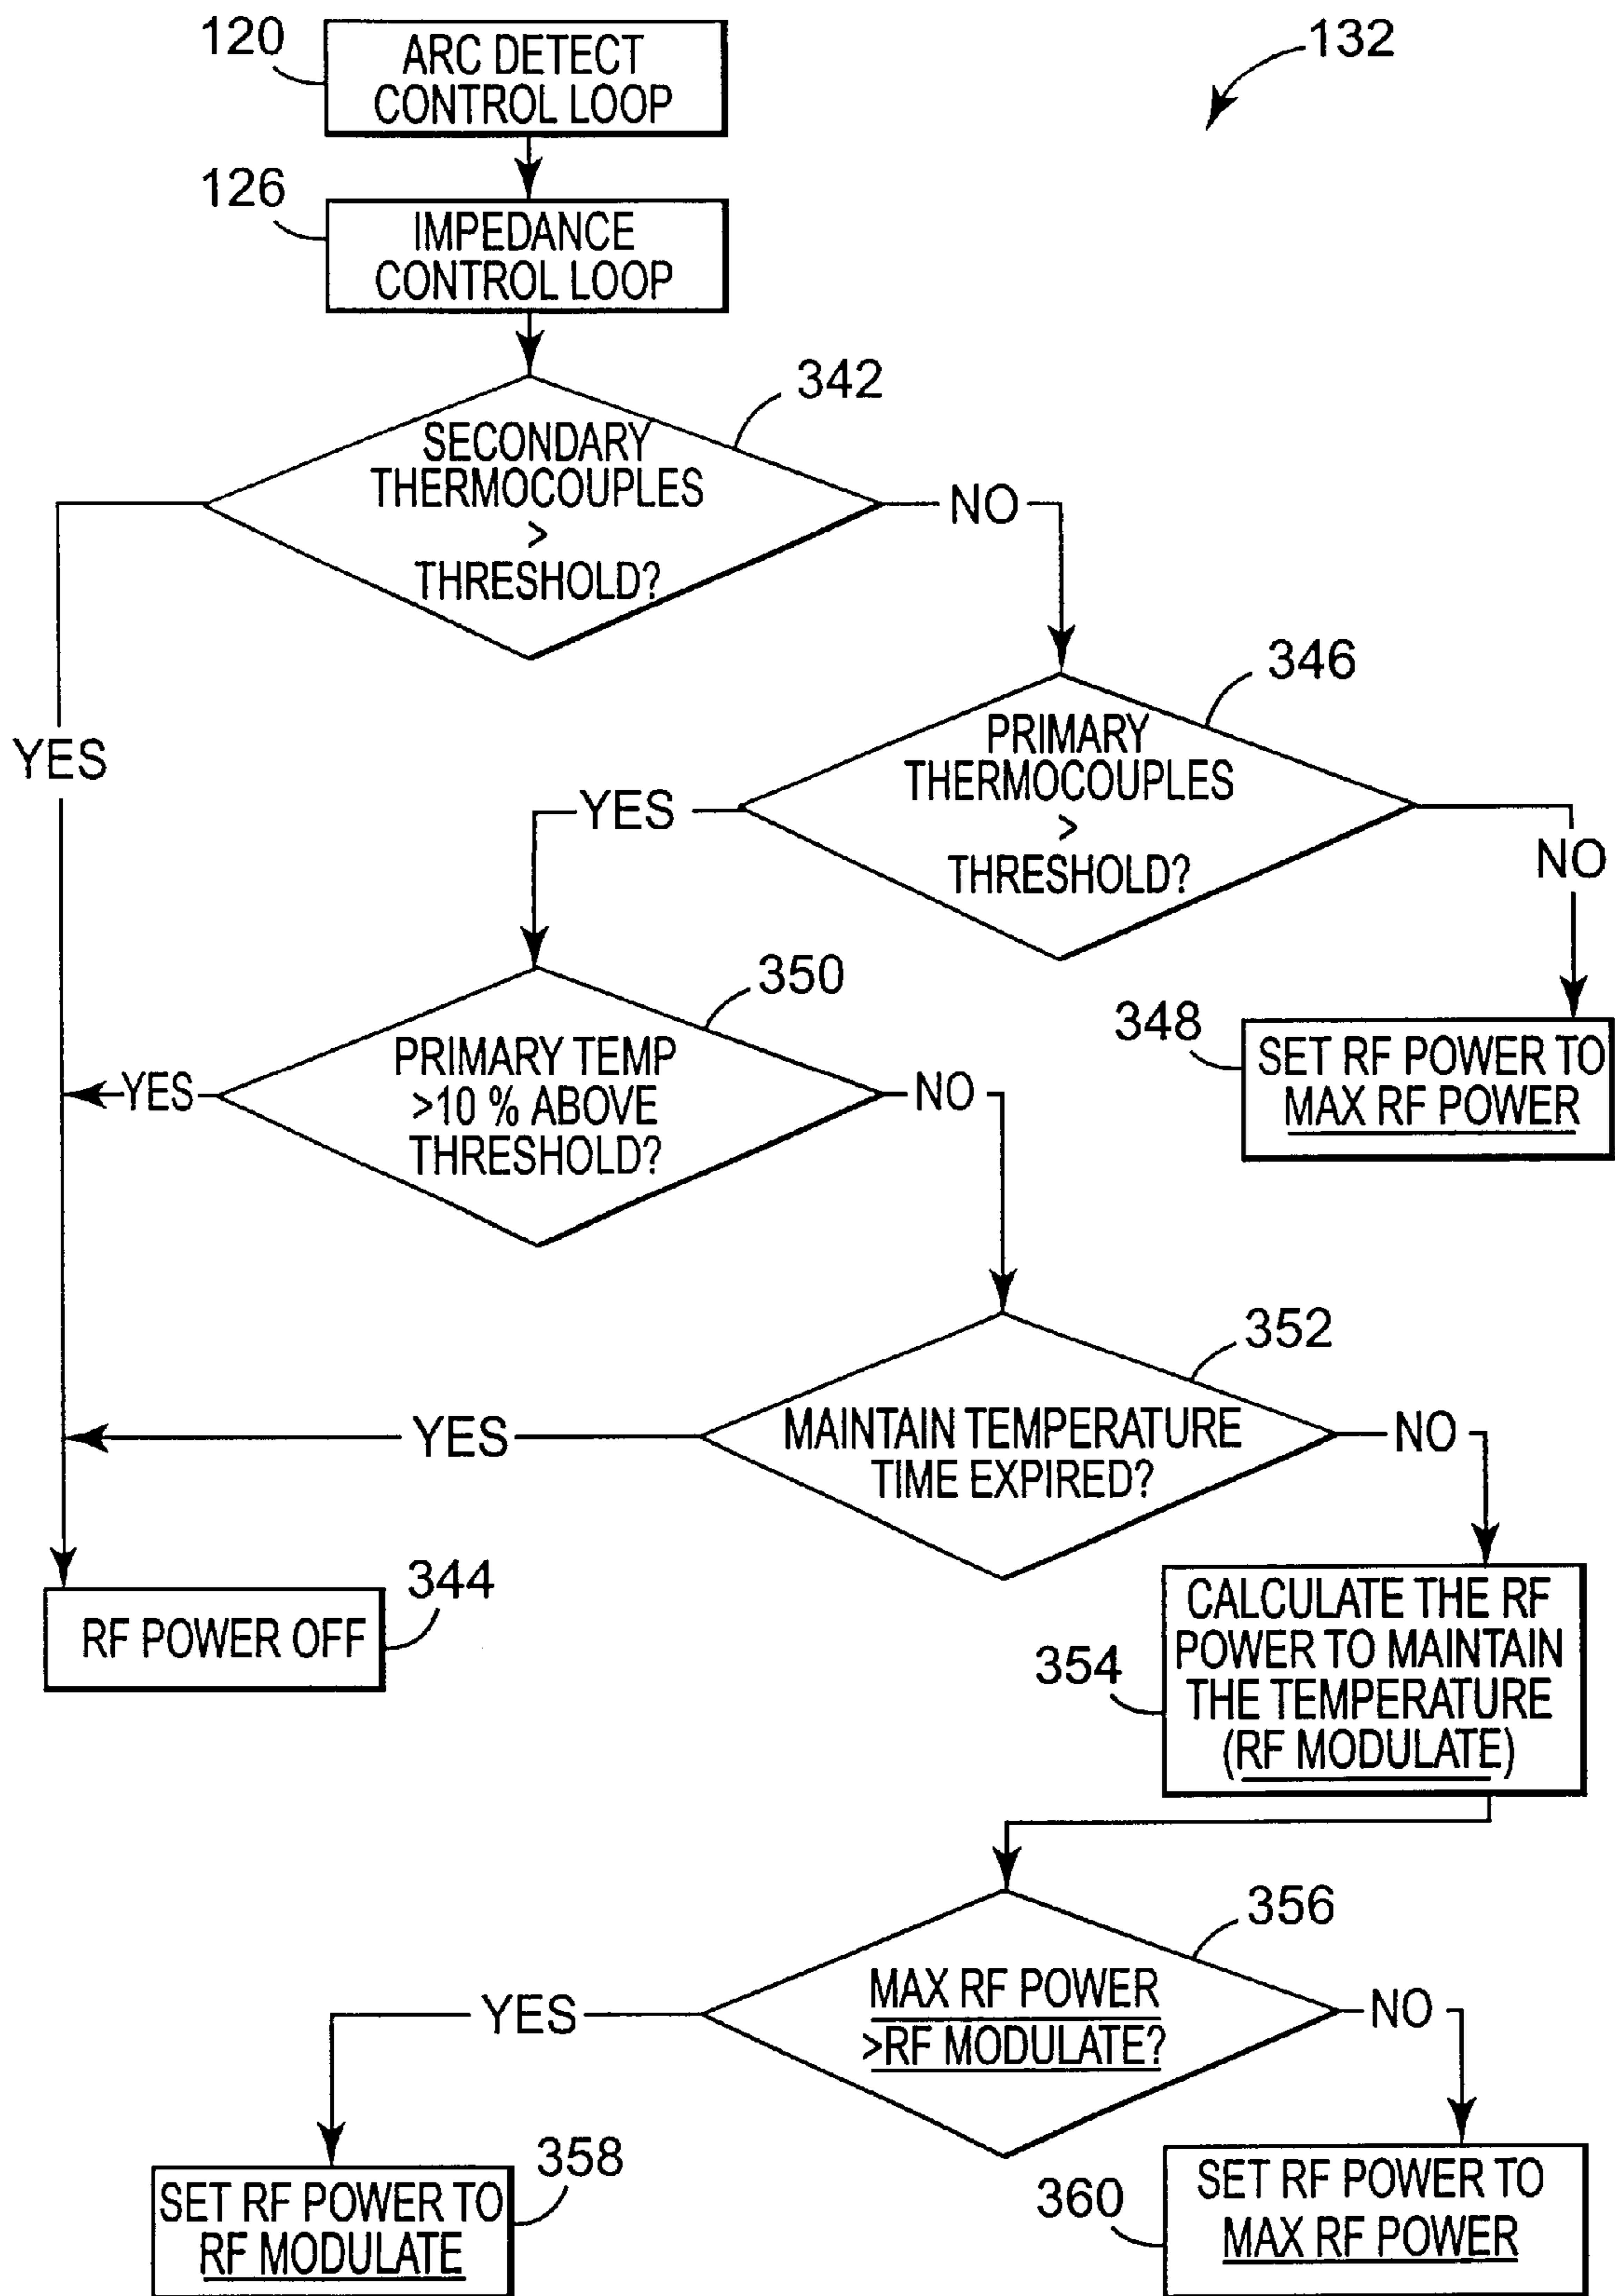 120
ARC DETECT
CONTROL LOOP
132
126
IMPEDANCE
CONTROL LOOP
342
SECONDARY
THERMOCOUPLES
>
THRESHOLD?
NO
YES
346
PRIMARY
THERMOCOUPLES
>
THRESHOLD?
YES
NO
350
PRIMARY TEMP
>10 % ABOVE
THRESHOLD?
YES
NO
348
SET RF POWER TO
MAX RF POWER
352
MAINTAIN TEMPERATURE
TIME EXPIRED?
YES
NO
344
RF POWER OFF
354
CALCULATE THE RF
POWER TO MAINTAIN
THE TEMPERATURE
(RF MODULATE)
356
MAX RF POWER
>RF MODULATE?
YES
NO
358
SET RF POWER TO
RF MODULATE
360
SET RF POWER TO
MAX RF POWER